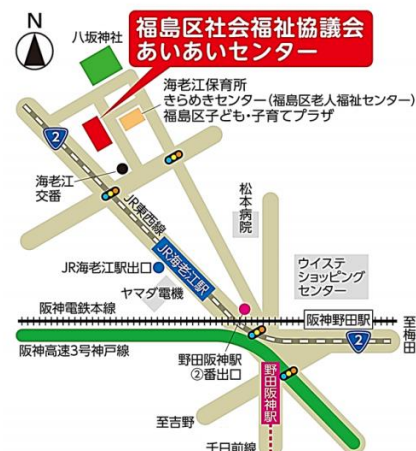 N
八坂神社
福島区社会福祉協議会
あいあいセンター
海老江保育所
きらめきセンター(福島区老人福祉センター)
福島区子ども・子育てプラザ
2
海老江
交番
JR東西線
松本病院
JR海老江駅
JR海老江駅出口
ヤマダ電機
ウイステ
ショッピング
センター
阪神電鉄本線
阪神野田駅
至梅田
阪神高速3号神戸線
野田阪神駅
②番出口
2
野田阪神駅
至吉野
千日前線